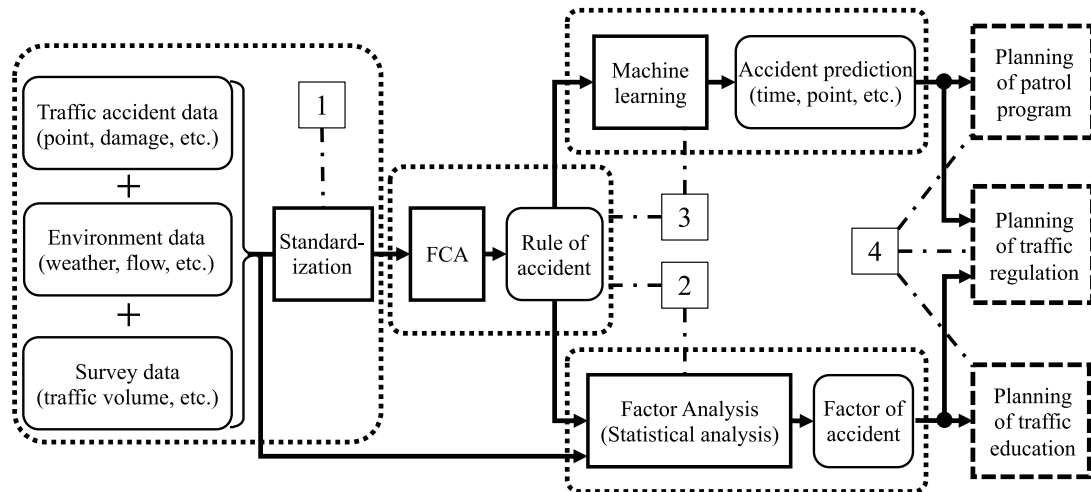 Traffic accident data
(point, damage, etc.)
+
Environment data
(weather, flow, etc.)
+
Survey data
(traffic volume, etc.)
1
Standard-
ization
FCA
Rule of
accident
Machine
learning
Accident prediction
(time, point, etc.)
3
2
Factor Analysis
(Statistical analysis)
Factor of
accident
4
Planning
of patrol
program
Planning
of traffic
regulation
Planning
of traffic
education